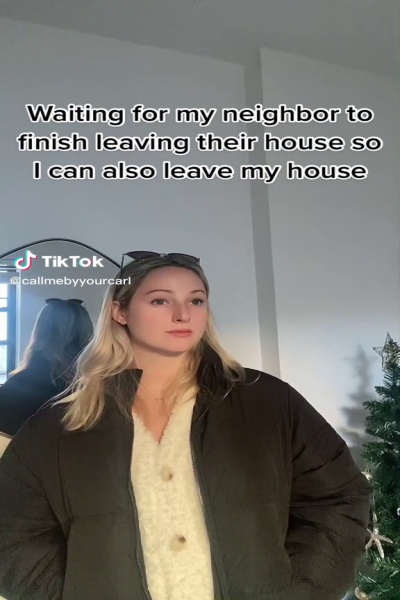 Waiting for my neighbor to
finish leaving their house so
I can also leave my house
TikTok
@callmebyyourcarl